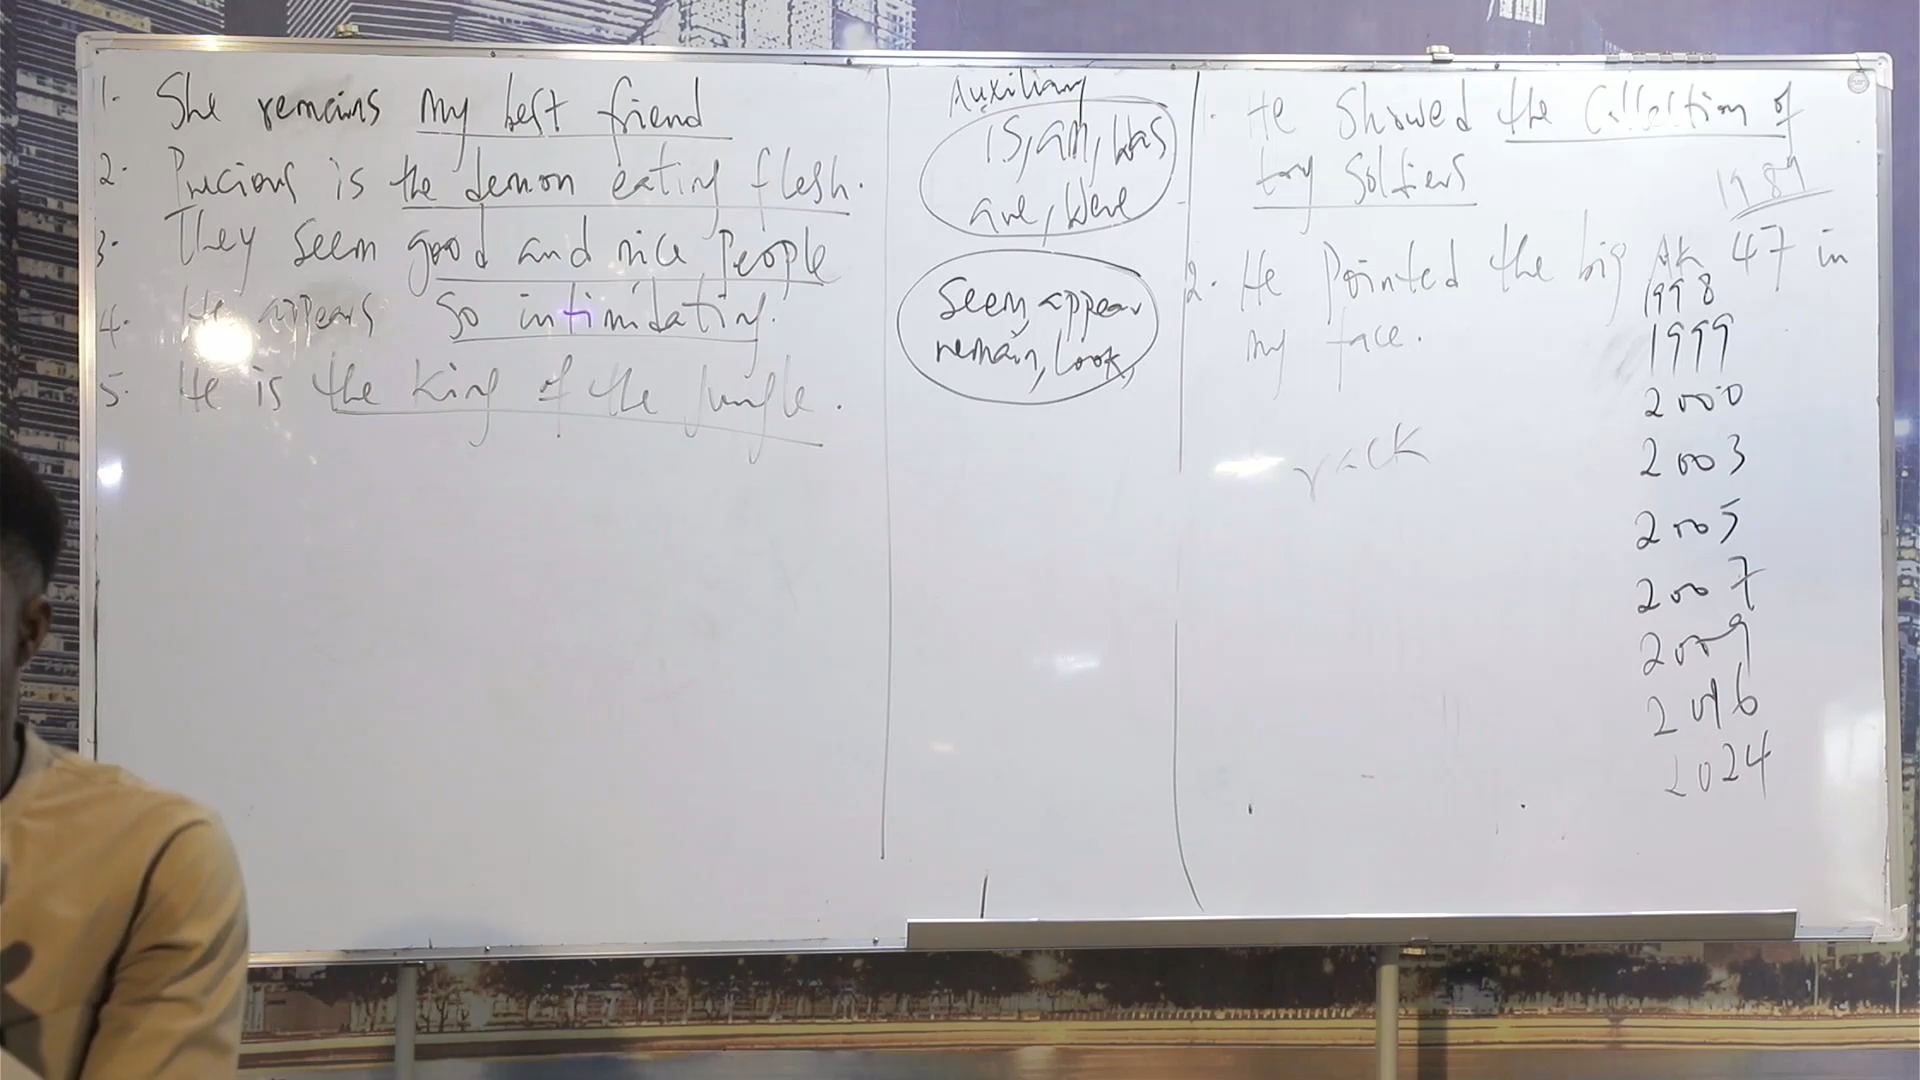 1. She remains my best friend
2. Precious is the demon eating flesh.
3. They seem good and nice people
4. He appears so intimidating.
5. He is the King of the jungle.
Auxiliary
is, am, was
are, were
Seem, appear
remain, look,
1. He Showed the Collection of
toy Soldiers
1989
2. He Pointed the big AK 47 in
my face.
1998
1999
2000
2003
2005
2007
2009
2016
2024